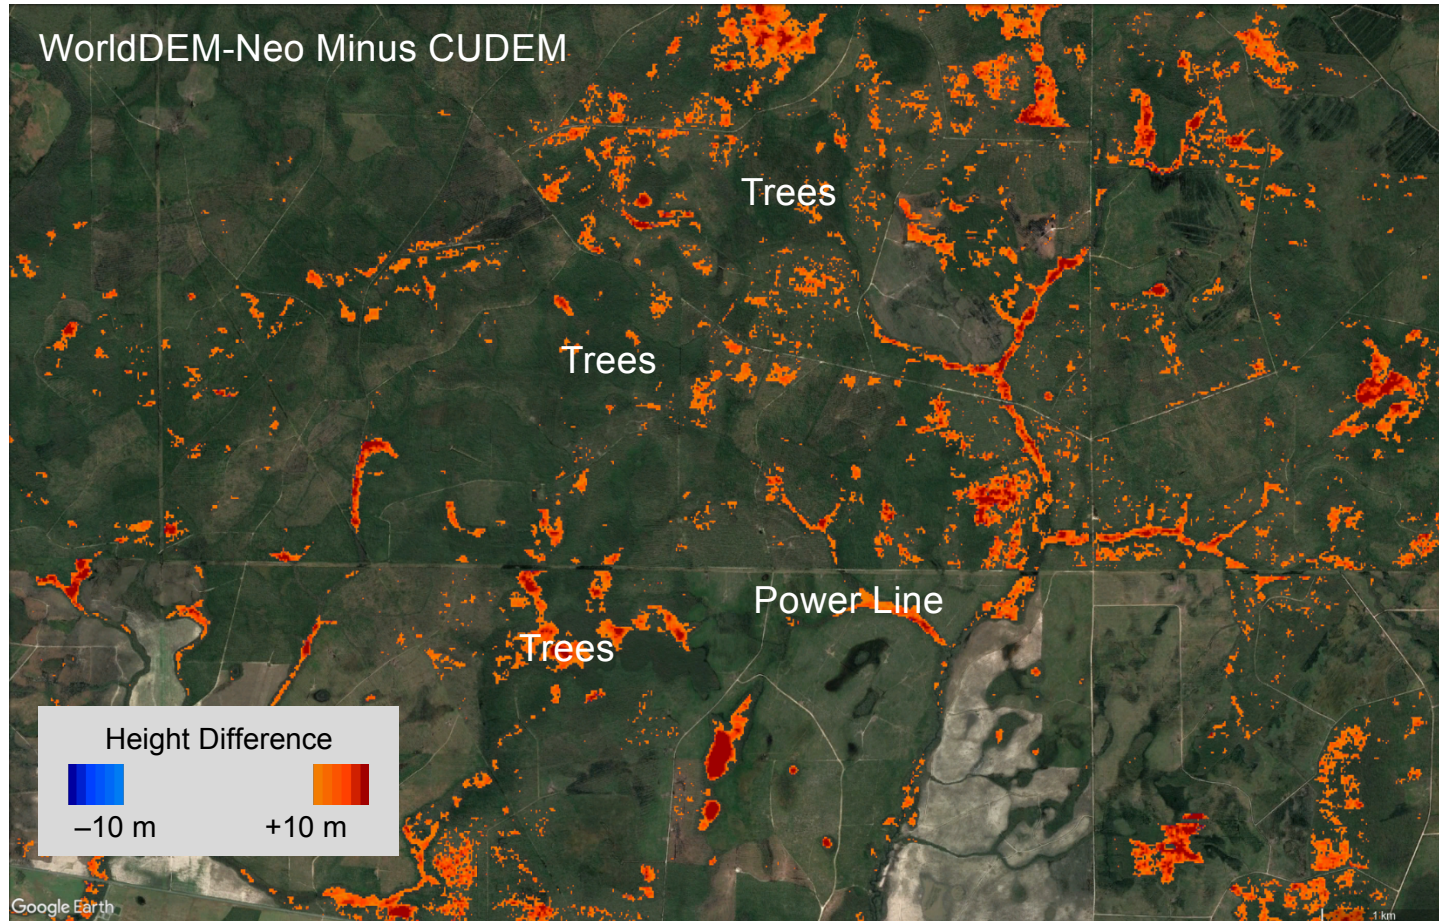 WorldDEM-Neo Minus CUDEM
Trees
Trees
Power Line
Trees
Height Difference
–10 m
+10 m
Google Earth
1 km